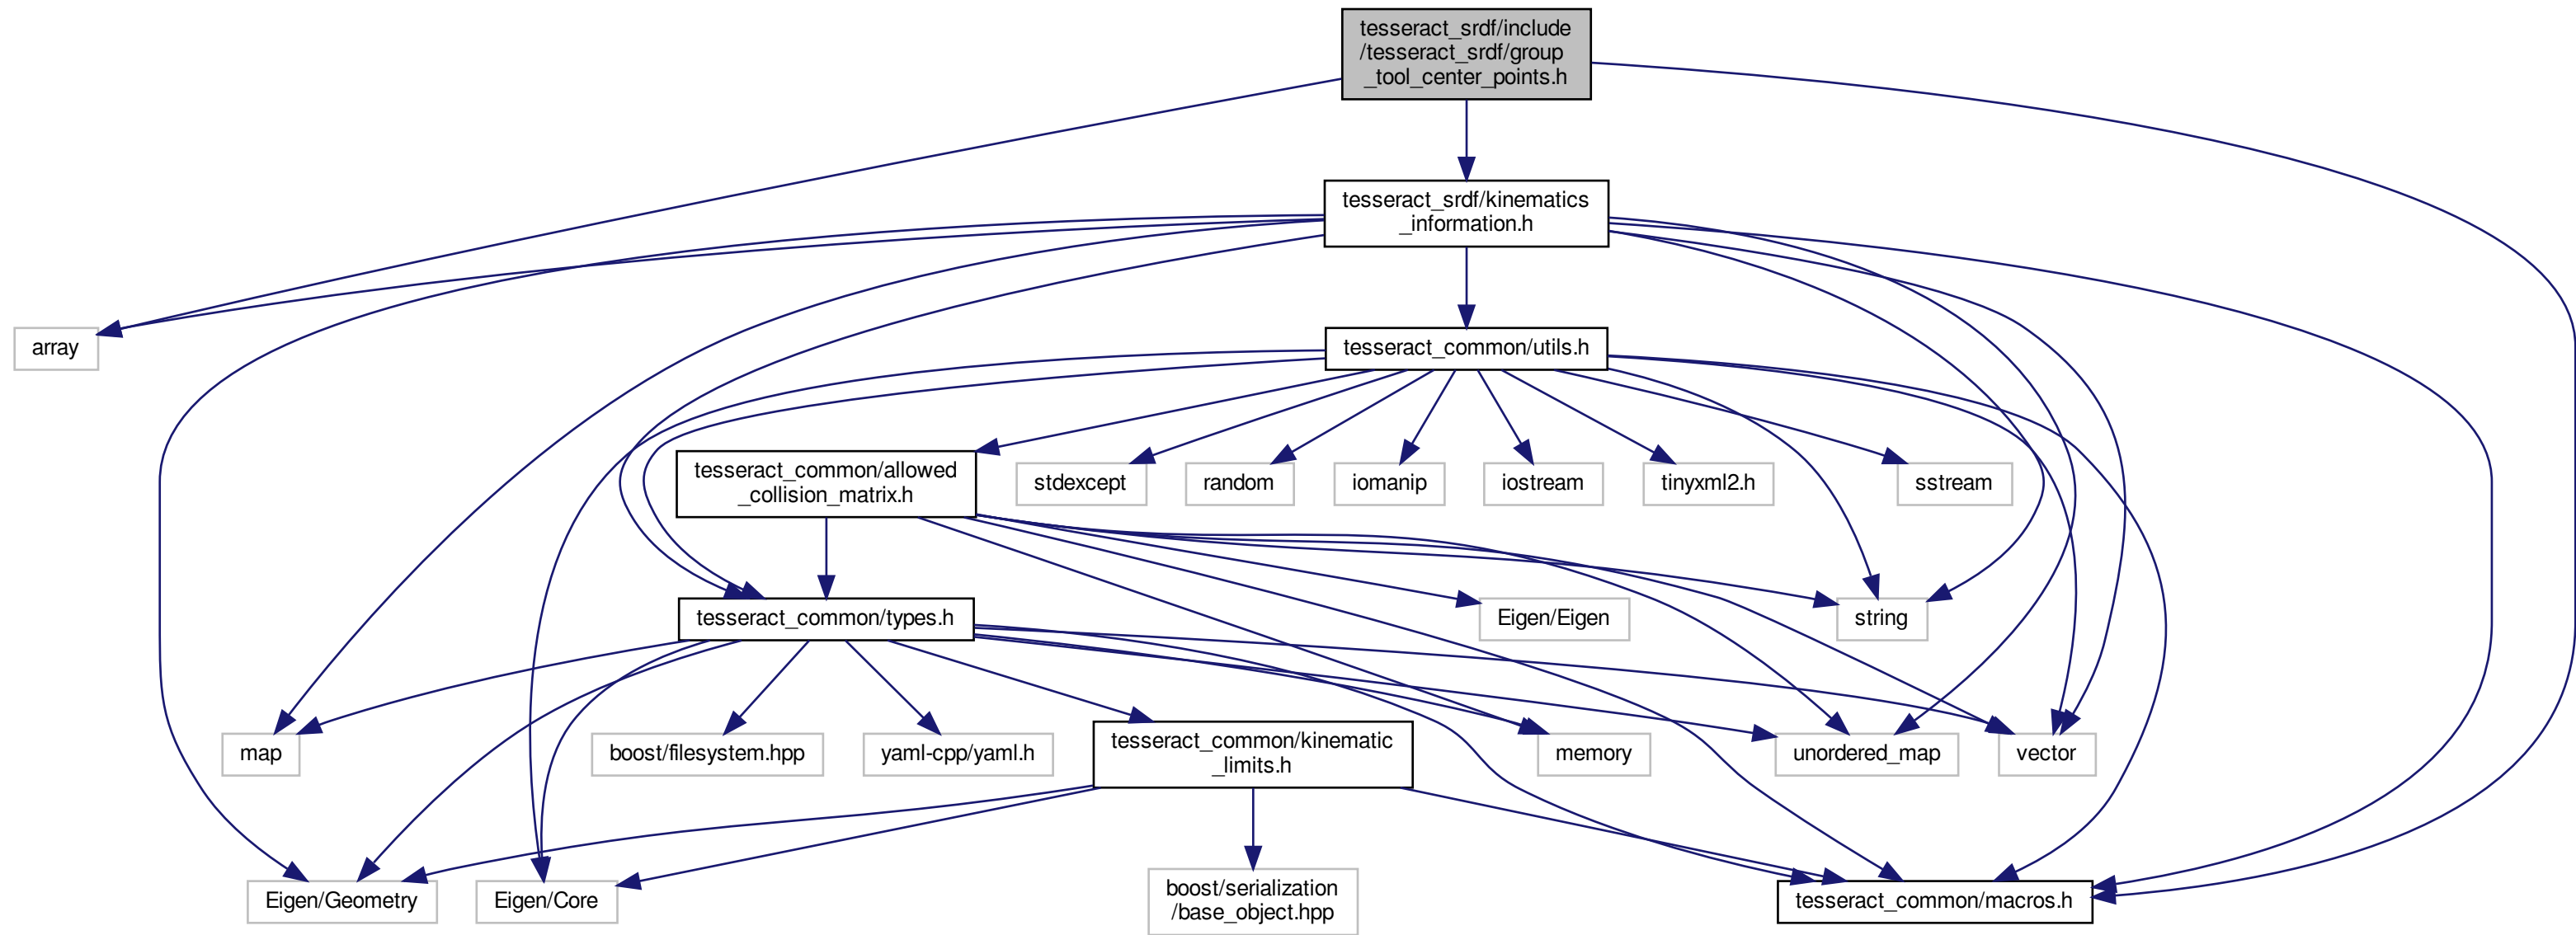 tesseract_srdf/include
/tesseract_srdf/group
_tool_center_points.h
tesseract_srdf/kinematics
_information.h
array
tesseract_common/utils.h
tesseract_common/allowed
_collision_matrix.h
stdexcept
random
iomanip
iostream
tinyxml2.h
sstream
tesseract_common/types.h
Eigen/Eigen
string
map
boost/filesystem.hpp
yaml-cpp/yaml.h
tesseract_common/kinematic
_limits.h
memory
unordered_map
vector
Eigen/Geometry
Eigen/Core
boost/serialization
/base_object.hpp
tesseract_common/macros.h